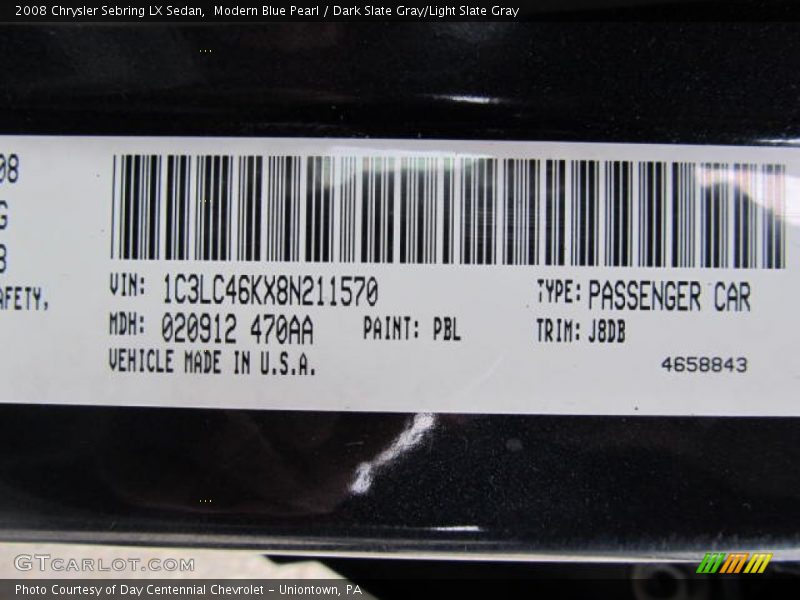 2008 Chrysler Sebring LX Sedan, Modern Blue Pearl / Dark Slate Gray/Light Slate Gray
08
G
AFETY,
VIN: 1C3LC46KX8N211570 TYPE: PASSENGER CAR
MDH: 020912 470AA PAINT: PBL TRIM: J8DB
VEHICLE MADE IN U.S.A. 4658843
GTCARLOT.COM
Photo Courtesy of Day Centennial Chevrolet - Uniontown, PA